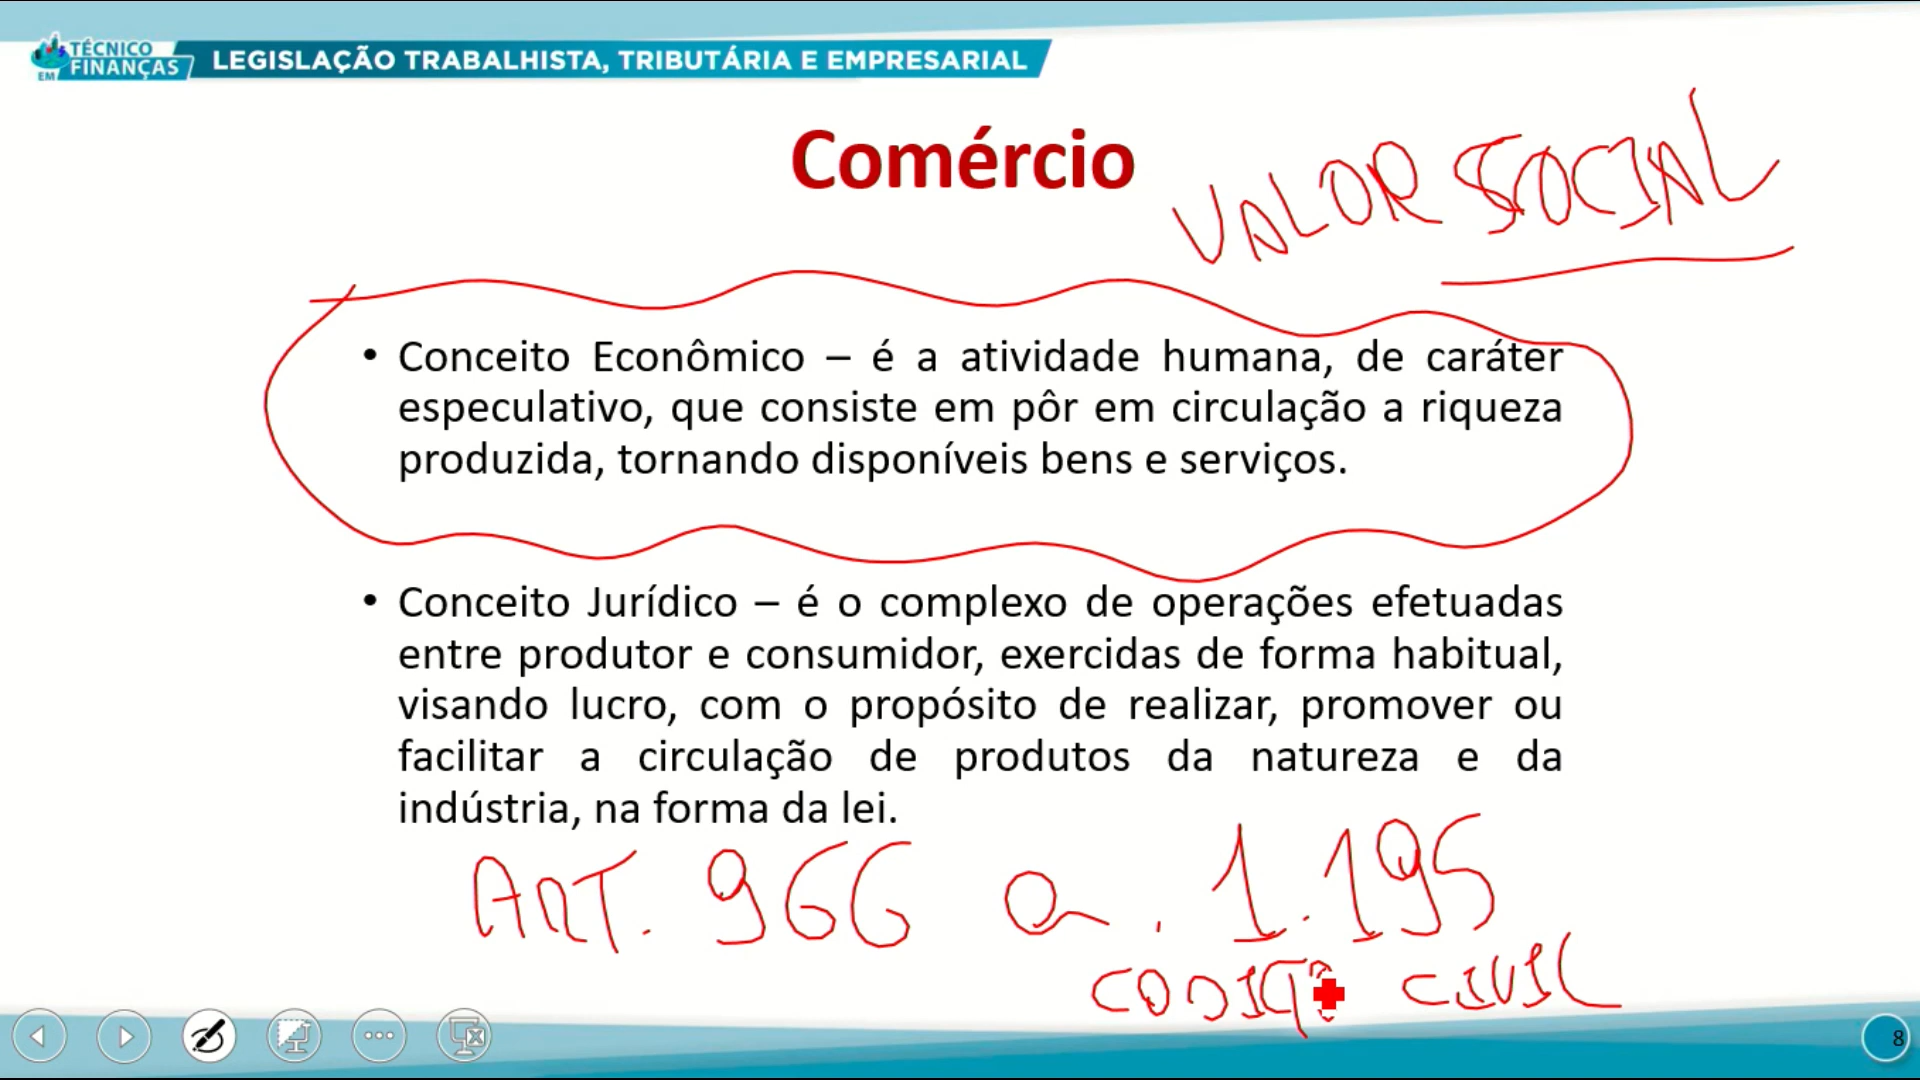 TÉCNICO
EM FINANÇAS
LEGISLAÇÃO TRABALHISTA, TRIBUTÁRIA E EMPRESARIAL
Comércio
VALOR SOCIAL
• Conceito Econômico – é a atividade humana, de caráter
especulativo, que consiste em pôr em circulação a riqueza
produzida, tornando disponíveis bens e serviços.
• Conceito Jurídico – é o complexo de operações efetuadas
entre produtor e consumidor, exercidas de forma habitual,
visando lucro, com o propósito de realizar, promover ou
facilitar a circulação de produtos da natureza e da
indústria, na forma da lei.
ART. 966 a . 1.195
CODIGO CIVIL
8